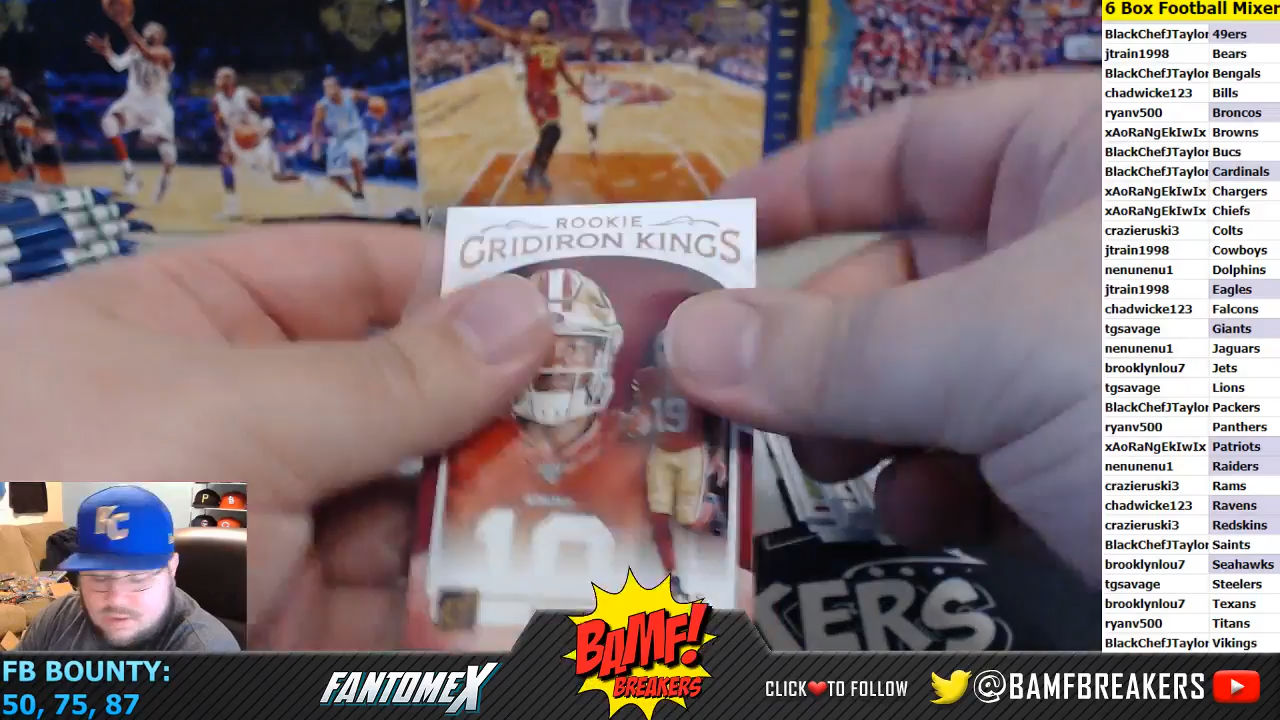 6 Box Football Mixer
BlackChefJTaylor 49ers
jtrain1998 Bears
BlackChefJTaylor Bengals
chadwicke123 Bills
ryanv500 Broncos
xAoRaNgEkIwIx Browns
BlackChefJTaylor Bucs
BlackChefJTaylor Cardinals
xAoRaNgEkIwIx Chargers
xAoRaNgEkIwIx Chiefs
crazieruski3 Colts
jtrain1998 Cowboys
nenunenu1 Dolphins
jtrain1998 Eagles
chadwicke123 Falcons
tgsavage Giants
nenunenu1 Jaguars
brooklynlou7 Jets
tgsavage Lions
BlackChefJTaylor Packers
ryanv500 Panthers
xAoRaNgEkIwIx Patriots
nenunenu1 Raiders
crazieruski3 Rams
chadwicke123 Ravens
crazieruski3 Redskins
BlackChefJTaylor Saints
brooklynlou7 Seahawks
tgsavage Steelers
brooklynlou7 Texans
ryanv500 Titans
BlackChefJTaylor Vikings
ROOKIE
GRIDIRON KINGS
19
19
KERS
KC
P
FB BOUNTY:
50, 75, 87
FANTOMEX
BAMF!
BREAKERS
CLICK❤TO FOLLOW
@BAMFBREAKERS